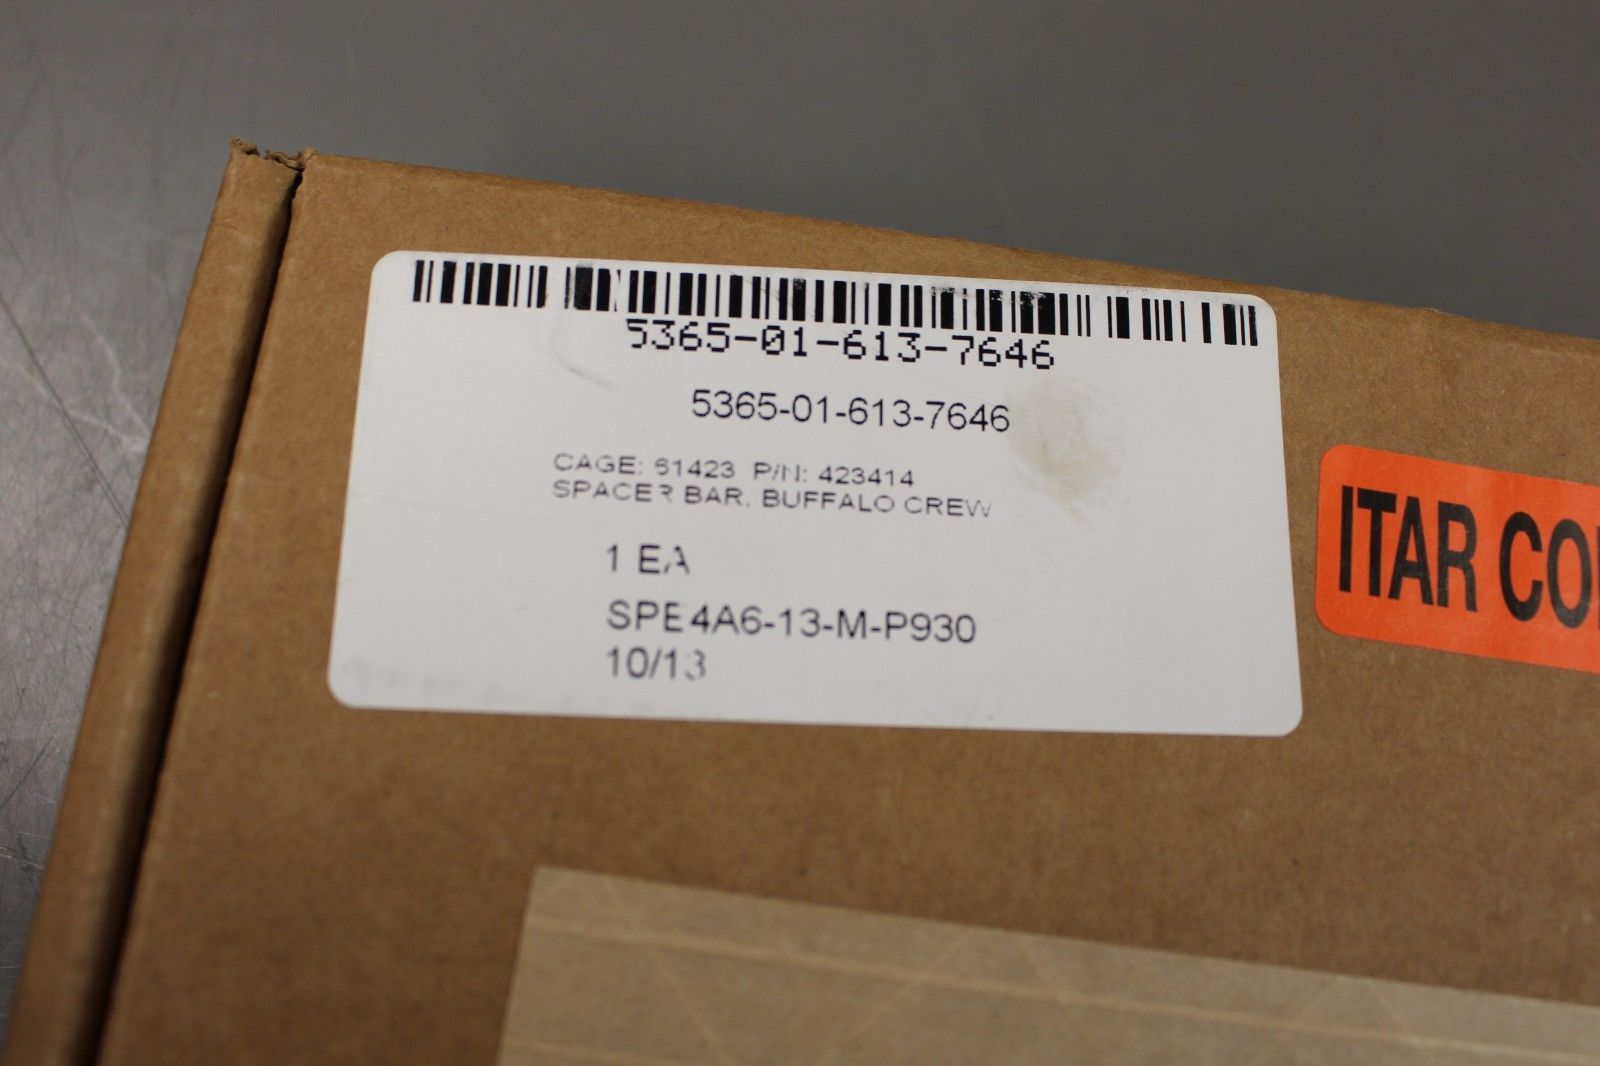 5365-01-613-7646
5365-01-613-7646
CAGE: 61423 P/N: 423414
SPACER BAR. BUFFALO CREW
1 EA
SPE4A6-13-M-P930
10/13
ITAR CO